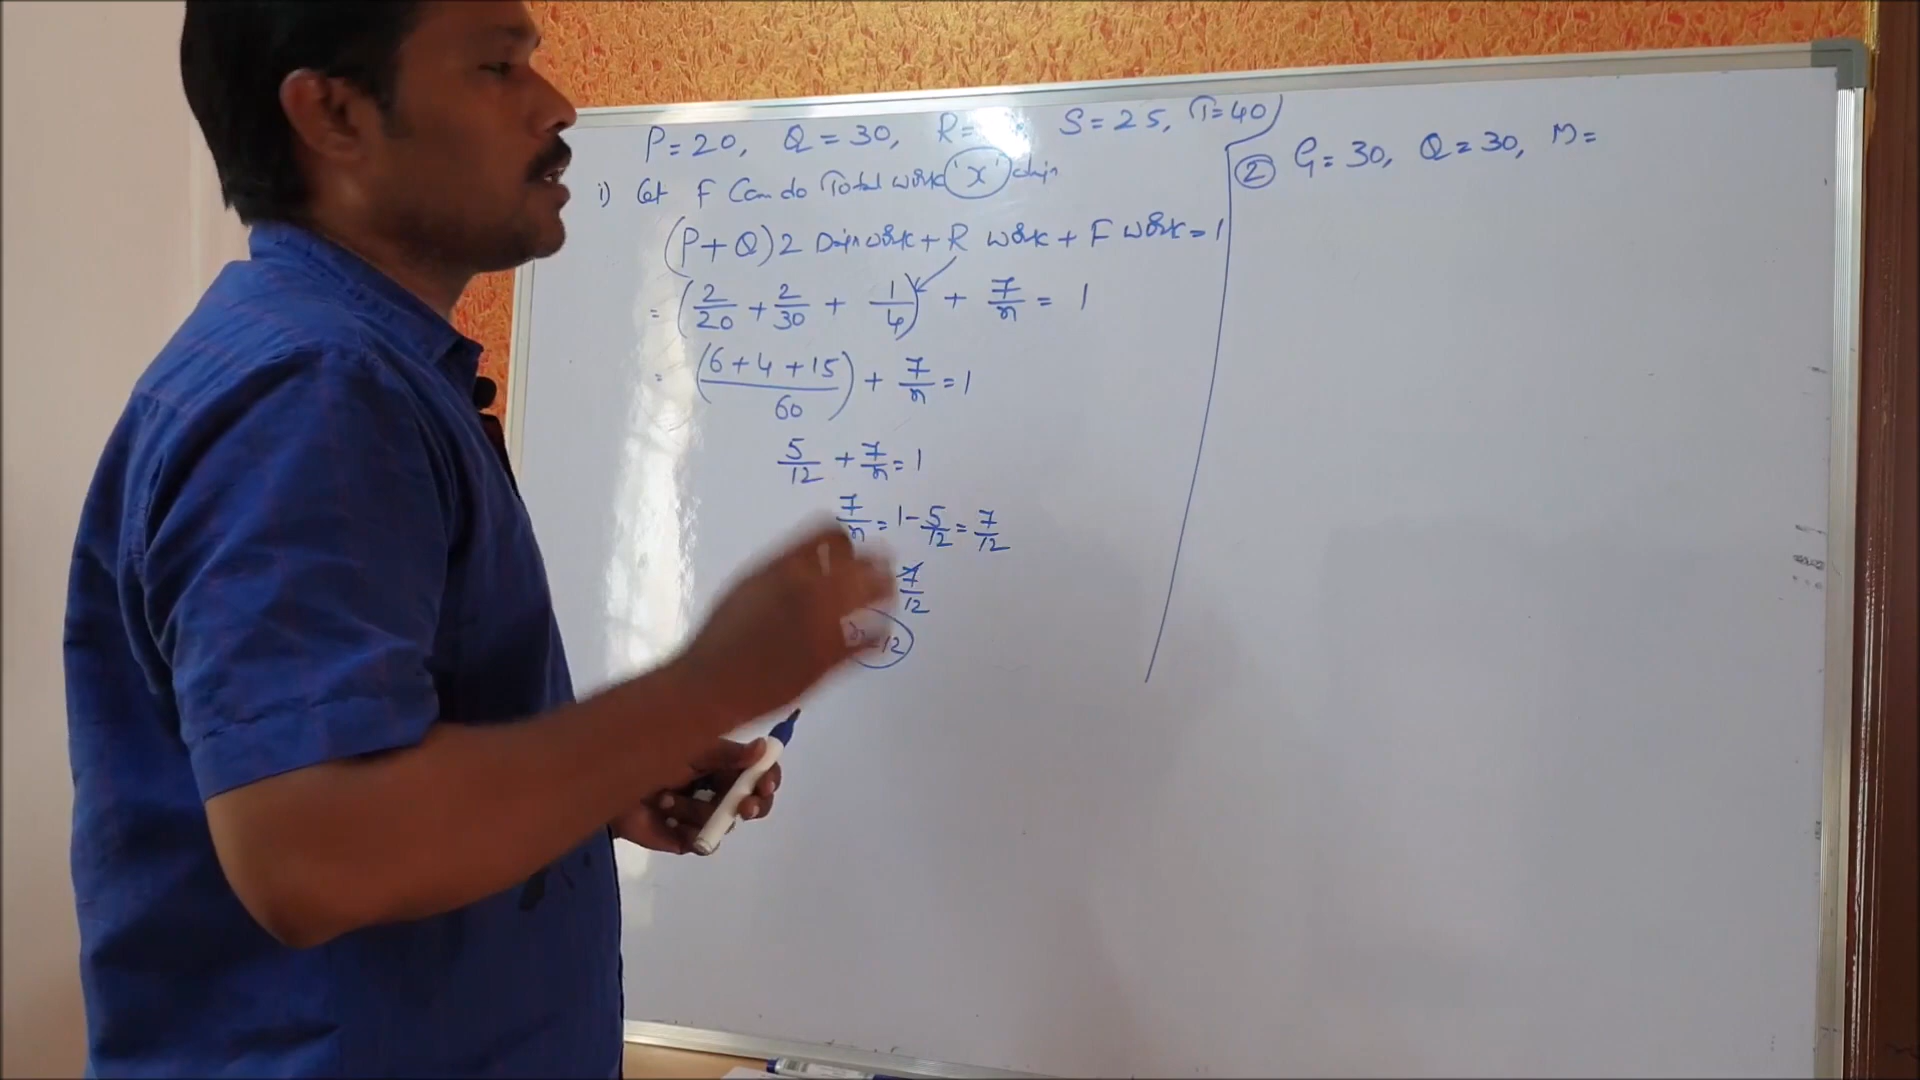 P = 20, Q = 30, R = S = 25, T = 40
i) Let F Can do Total work 'x' days
(P + Q) 2 Days work + R work + F work = 1
= (2/20 + 2/30 + 1/4) + 7/x = 1
= (6 + 4 + 15)/60 + 7/x = 1
5/12 + 7/x = 1
7/x = 1 - 5/12 = 7/12
7/12
x = 12
② G = 30, Q = 30, M =